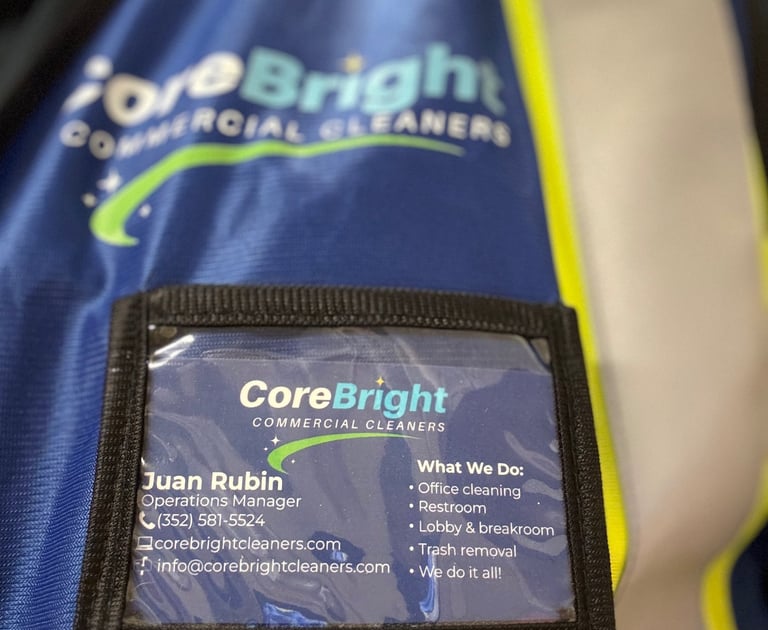 CoreBright
COMMERCIAL CLEANERS
CoreBright
COMMERCIAL CLEANERS
Juan Rubin
Operations Manager
(352) 581-5524
corebrightcleaners.com
info@corebrightcleaners.com
What We Do:
• Office cleaning
• Restroom
• Lobby & breakroom
• Trash removal
• We do it all!